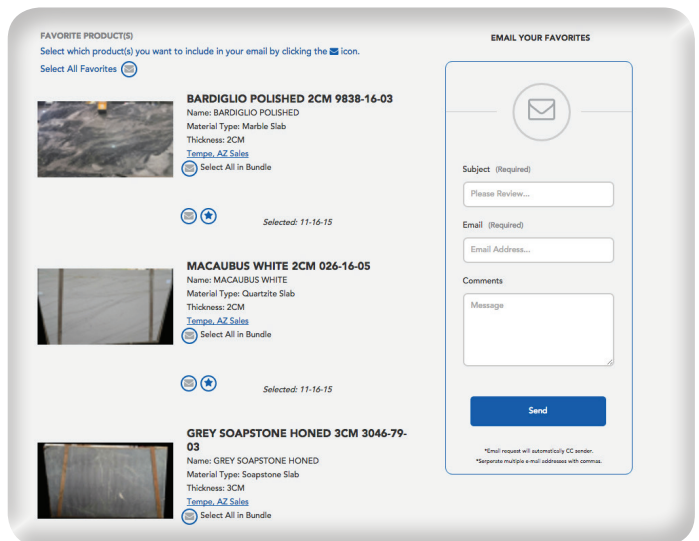 FAVORITE PRODUCT(S)
Select which product(s) you want to include in your email by clicking the icon.
Select All Favorites
BARDIGLIO POLISHED 2CM 9838-16-03
Name: BARDIGLIO POLISHED
Material Type: Marble Slab
Thickness: 2CM
Tempe, AZ Sales
Select All in Bundle
Selected: 11-16-15
MACAUBUS WHITE 2CM 026-16-05
Name: MACAUBUS WHITE
Material Type: Quartzite Slab
Thickness: 2CM
Tempe, AZ Sales
Select All in Bundle
Selected: 11-16-15
GREY SOAPSTONE HONED 3CM 3046-79-
03
Name: GREY SOAPSTONE HONED
Material Type: Soapstone Slab
Thickness: 3CM
Tempe, AZ Sales
Select All in Bundle
EMAIL YOUR FAVORITES
Subject (Required)
Please Review...
Email (Required)
Email Address...
Comments
Message
Send
*Email request will automatically CC sender.
*Serparate multiple e-mail addresses with commas.